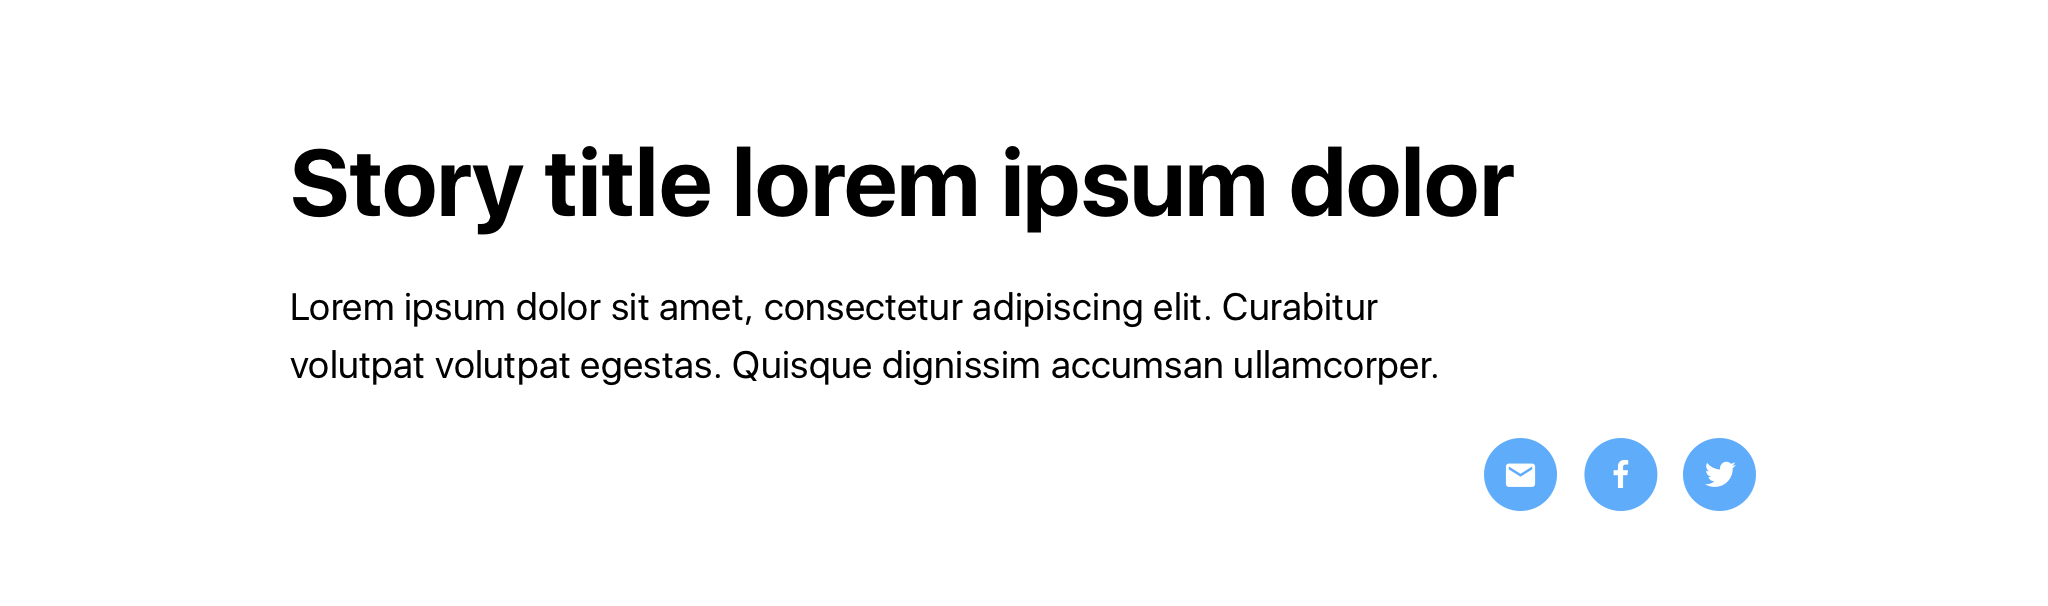 Story title lorem ipsum dolor
Lorem ipsum dolor sit amet, consectetur adipiscing elit. Curabitur
volutpat volutpat egestas. Quisque dignissim accumsan ullamcorper.